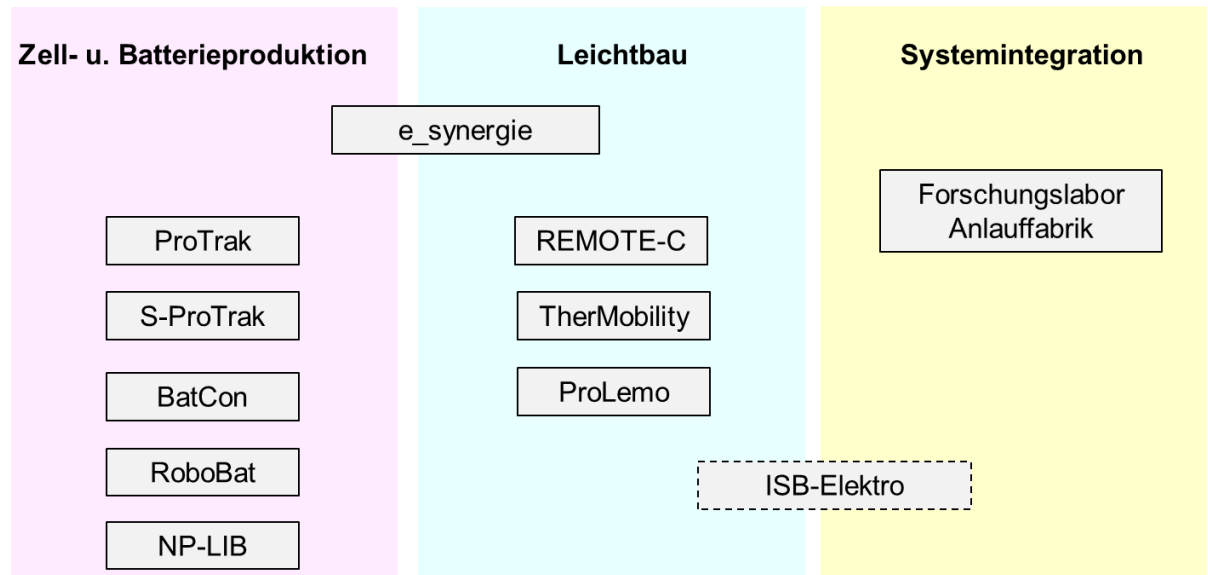 Zell- u. Batterieproduktion
Leichtbau
Systemintegration
e_synergie
Forschungslabor
Anlauffabrik
ProTrak
REMOTE-C
S-ProTrak
TherMobility
BatCon
ProLemo
RoboBat
ISB-Elektro
NP-LIB